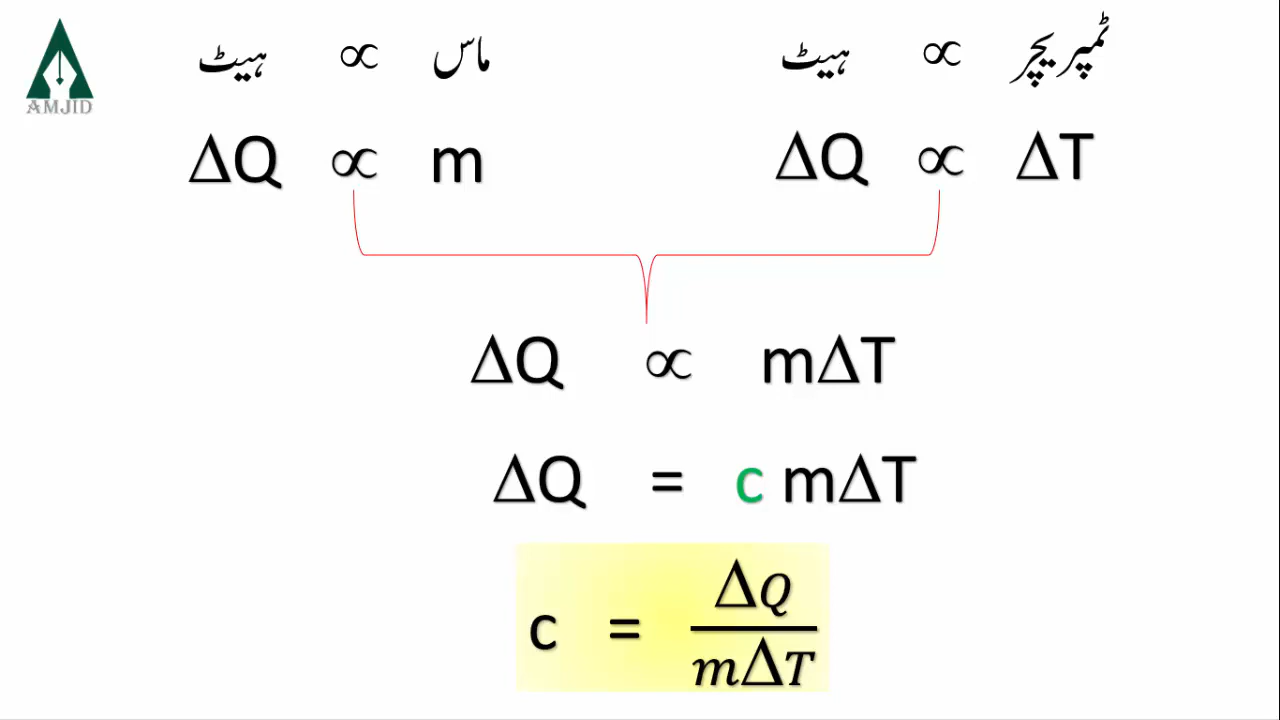 AMJID
ہیٹ ∝ ماس
ہیٹ ∝ ٹمپریچر
ΔQ ∝ m
ΔQ ∝ ΔT
ΔQ ∝ mΔT
ΔQ = c mΔT
c = ΔQ / mΔT